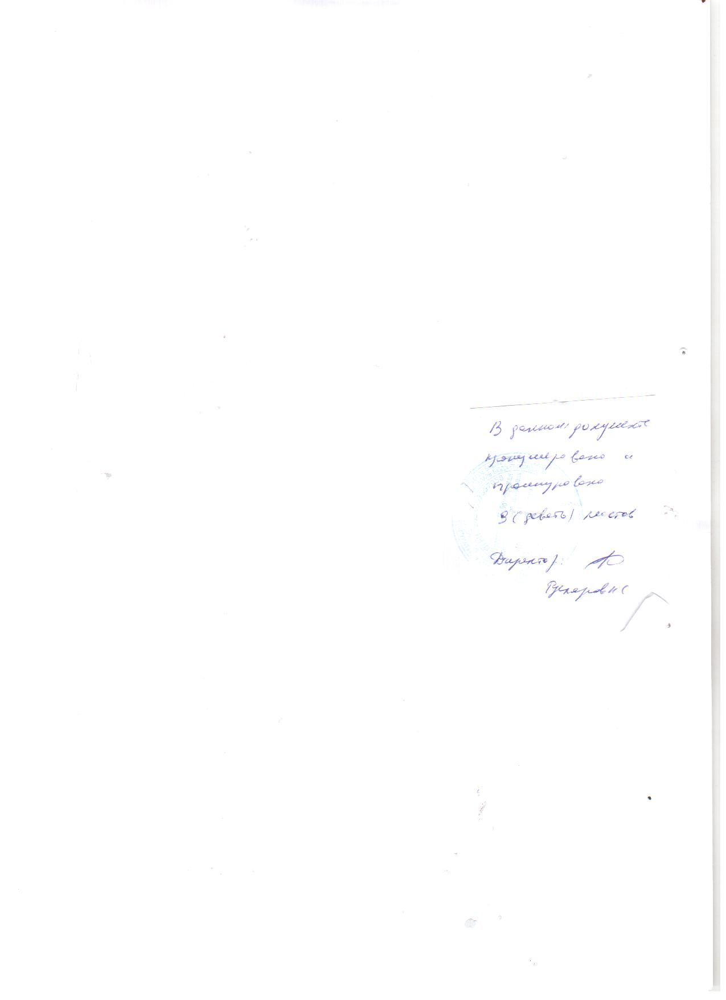 В данном документе
пронумеровано и
прошнуровано
9 (девять) листов
Директор: